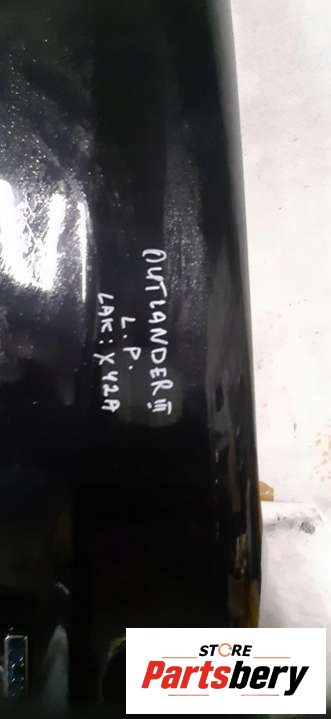 OUTLANDER III
L.P.
LAK: X42A
STORE
Partsbery